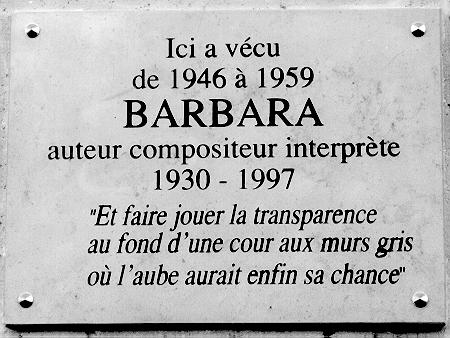 Ici a vécu
de 1946 à 1959
BARBARA
auteur compositeur interprète
1930 - 1997
"Et faire jouer la transparence
au fond d'une cour aux murs gris
où l'aube aurait enfin sa chance"